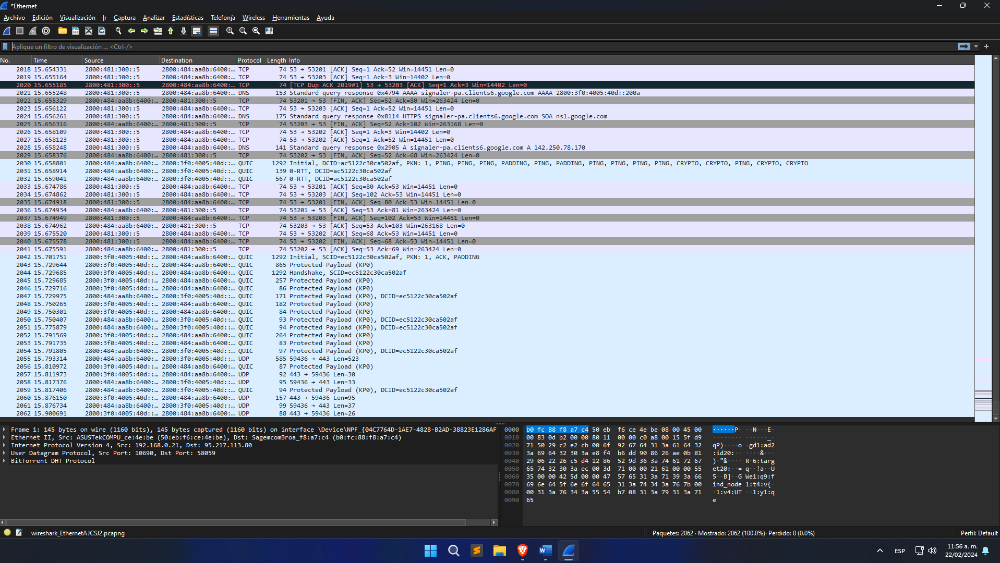 *Ethernet
Archivo Edición Visualización Ir Captura Analizar Estadísticas Telefonía Wireless Herramientas Ayuda
Aplique un filtro de visualización ... <Ctrl-/>
No. Time Source Destination Protocol Length Info
2018 15.654331 2800:481:300::5 2800:484:aa8b:6400:… TCP 74 53 → 53201 [ACK] Seq=1 Ack=52 Win=14451 Len=0
2019 15.655164 2800:481:300::5 2800:484:aa8b:6400:… TCP 74 53 → 53203 [ACK] Seq=1 Ack=3 Win=14402 Len=0
2020 15.655185 2800:481:300::5 2800:484:aa8b:6400:… TCP 74 [TCP Dup ACK 2019#1] 53 → 53203 [ACK] Seq=1 Ack=3 Win=14402 Len=0
2021 15.655248 2800:481:300::5 2800:484:aa8b:6400:… DNS 153 Standard query response 0x4794 AAAA signaler-pa.clients6.google.com AAAA 2800:3f0:4005:40d::200a
2022 15.655329 2800:484:aa8b:6400:… 2800:481:300::5 TCP 74 53201 → 53 [FIN, ACK] Seq=52 Ack=80 Win=263424 Len=0
2023 15.656122 2800:481:300::5 2800:484:aa8b:6400:… TCP 74 53 → 53203 [ACK] Seq=1 Ack=52 Win=14451 Len=0
2024 15.656261 2800:481:300::5 2800:484:aa8b:6400:… DNS 175 Standard query response 0x8114 HTTPS signaler-pa.clients6.google.com SOA ns1.google.com
2025 15.656316 2800:484:aa8b:6400:… 2800:481:300::5 TCP 74 53203 → 53 [FIN, ACK] Seq=52 Ack=102 Win=263168 Len=0
2026 15.658109 2800:481:300::5 2800:484:aa8b:6400:… TCP 74 53 → 53202 [ACK] Seq=1 Ack=3 Win=14402 Len=0
2027 15.658123 2800:481:300::5 2800:484:aa8b:6400:… TCP 74 53 → 53202 [ACK] Seq=1 Ack=52 Win=14451 Len=0
2028 15.658248 2800:481:300::5 2800:484:aa8b:6400:… DNS 141 Standard query response 0x2905 A signaler-pa.clients6.google.com A 142.250.78.170
2029 15.658376 2800:484:aa8b:6400:… 2800:481:300::5 TCP 74 53202 → 53 [FIN, ACK] Seq=52 Ack=68 Win=263424 Len=0
2030 15.658801 2800:484:aa8b:6400:… 2800:3f0:4005:40d::… QUIC 1292 Initial, DCID=ac5122c30ca502af, PKN: 1, PING, PING, PING, PADDING, PING, PADDING, PING, PING, PING, PING, CRYPTO, CRYPTO, PING, CRYPTO, CRYPTO
2031 15.658914 2800:484:aa8b:6400:… 2800:3f0:4005:40d::… QUIC 139 0-RTT, DCID=ac5122c30ca502af
2032 15.659041 2800:484:aa8b:6400:… 2800:3f0:4005:40d::… QUIC 567 0-RTT, DCID=ac5122c30ca502af
2033 15.674786 2800:481:300::5 2800:484:aa8b:6400:… TCP 74 53 → 53201 [ACK] Seq=80 Ack=53 Win=14451 Len=0
2034 15.674862 2800:481:300::5 2800:484:aa8b:6400:… TCP 74 53 → 53203 [ACK] Seq=102 Ack=53 Win=14451 Len=0
2035 15.674918 2800:481:300::5 2800:484:aa8b:6400:… TCP 74 53 → 53201 [FIN, ACK] Seq=80 Ack=53 Win=14451 Len=0
2036 15.674934 2800:484:aa8b:6400:… 2800:481:300::5 TCP 74 53201 → 53 [ACK] Seq=53 Ack=81 Win=263424 Len=0
2037 15.674949 2800:481:300::5 2800:484:aa8b:6400:… TCP 74 53 → 53203 [FIN, ACK] Seq=102 Ack=53 Win=14451 Len=0
2038 15.674962 2800:484:aa8b:6400:… 2800:481:300::5 TCP 74 53203 → 53 [ACK] Seq=53 Ack=103 Win=263168 Len=0
2039 15.675520 2800:481:300::5 2800:484:aa8b:6400:… TCP 74 53 → 53202 [ACK] Seq=68 Ack=53 Win=14451 Len=0
2040 15.675578 2800:481:300::5 2800:484:aa8b:6400:… TCP 74 53 → 53202 [FIN, ACK] Seq=68 Ack=53 Win=14451 Len=0
2041 15.675591 2800:484:aa8b:6400:… 2800:481:300::5 TCP 74 53202 → 53 [ACK] Seq=53 Ack=69 Win=263424 Len=0
2042 15.701751 2800:3f0:4005:40d::… 2800:484:aa8b:6400:… QUIC 1292 Initial, SCID=ec5122c30ca502af, PKN: 1, ACK, PADDING
2043 15.729644 2800:3f0:4005:40d::… 2800:484:aa8b:6400:… QUIC 865 Protected Payload (KP0)
2044 15.729685 2800:3f0:4005:40d::… 2800:484:aa8b:6400:… QUIC 1292 Handshake, SCID=ec5122c30ca502af
2045 15.729685 2800:3f0:4005:40d::… 2800:484:aa8b:6400:… QUIC 257 Protected Payload (KP0)
2046 15.729716 2800:3f0:4005:40d::… 2800:484:aa8b:6400:… QUIC 86 Protected Payload (KP0)
2047 15.729975 2800:484:aa8b:6400:… 2800:3f0:4005:40d::… QUIC 171 Protected Payload (KP0), DCID=ec5122c30ca502af
2048 15.750265 2800:3f0:4005:40d::… 2800:484:aa8b:6400:… QUIC 182 Protected Payload (KP0)
2049 15.750301 2800:3f0:4005:40d::… 2800:484:aa8b:6400:… QUIC 84 Protected Payload (KP0)
2050 15.750407 2800:484:aa8b:6400:… 2800:3f0:4005:40d::… QUIC 93 Protected Payload (KP0), DCID=ec5122c30ca502af
2051 15.775879 2800:484:aa8b:6400:… 2800:3f0:4005:40d::… QUIC 94 Protected Payload (KP0), DCID=ec5122c30ca502af
2052 15.791569 2800:3f0:4005:40d::… 2800:484:aa8b:6400:… QUIC 264 Protected Payload (KP0)
2053 15.791735 2800:3f0:4005:40d::… 2800:484:aa8b:6400:… QUIC 83 Protected Payload (KP0)
2054 15.791805 2800:484:aa8b:6400:… 2800:3f0:4005:40d::… QUIC 97 Protected Payload (KP0), DCID=ec5122c30ca502af
2055 15.793314 2800:484:aa8b:6400:… 2800:3f0:4005:40d::… UDP 585 59436 → 443 Len=523
2056 15.810972 2800:3f0:4005:40d::… 2800:484:aa8b:6400:… QUIC 87 Protected Payload (KP0)
2057 15.811973 2800:3f0:4005:40d::… 2800:484:aa8b:6400:… UDP 92 443 → 59436 Len=30
2058 15.817376 2800:484:aa8b:6400:… 2800:3f0:4005:40d::… UDP 95 59436 → 443 Len=33
2059 15.817406 2800:484:aa8b:6400:… 2800:3f0:4005:40d::… QUIC 94 Protected Payload (KP0), DCID=ec5122c30ca502af
2060 15.876150 2800:3f0:4005:40d::… 2800:484:aa8b:6400:… UDP 157 443 → 59436 Len=95
2061 15.876734 2800:484:aa8b:6400:… 2800:3f0:4005:40d::… UDP 99 59436 → 443 Len=37
2062 15.900691 2800:3f0:4005:40d::… 2800:484:aa8b:6400:… UDP 88 443 → 59436 Len=26
Frame 1: 145 bytes on wire (1160 bits), 145 bytes captured (1160 bits) on interface \Device\NPF_{04C7764D-1AE7-4828-B2AD-38823E1286AF
Ethernet II, Src: ASUSTekCOMPU_ce:4e:be (50:eb:f6:ce:4e:be), Dst: SagemcomBroa_f8:a7:c4 (b0:fc:88:f8:a7:c4)
Internet Protocol Version 4, Src: 192.168.0.21, Dst: 95.217.113.80
User Datagram Protocol, Src Port: 10690, Dst Port: 58059
BitTorrent DHT Protocol
0000 b0 fc 88 f8 a7 c4 50 eb f6 ce 4e be 08 00 45 00 ······P· ··N···E·
0010 00 83 0d b2 00 00 80 11 00 00 c0 a8 00 15 5f d9 ········ ······_·
0020 71 50 29 c2 e2 cb 00 6f 92 67 64 31 3a 61 64 32 qP)····o ·gd1:ad2
0030 3a 69 64 32 30 3a e8 f4 b6 dd 90 86 26 ae 0b 81 :id20:·· ····&···
0040 29 06 22 26 c5 d4 12 86 52 9d 36 3a 74 61 72 67 )·"&···· R·6:targ
0050 65 74 32 30 3a ec 00 3d 71 00 00 21 61 00 00 55 et20:··= q··!a··U
0060 35 00 00 42 5d 00 00 47 57 65 31 3a 71 39 3a 66 5··B]··G We1:q9:f
0070 69 6e 64 5f 6e 6f 64 65 31 3a 74 34 3a 76 7b 00 ind_node 1:t4:v{·
0080 00 31 3a 76 34 3a 55 54 b7 08 31 3a 79 31 3a 71 ·1:v4:UT ··1:y1:q
0090 65 e
wireshark_EthernetAJCSJ2.pcapng Paquetes: 2062 · Mostrado: 2062 (100.0%)· Perdido: 0 (0.0%) Perfil: Default
ESP 11:56 a. m.
22/02/2024